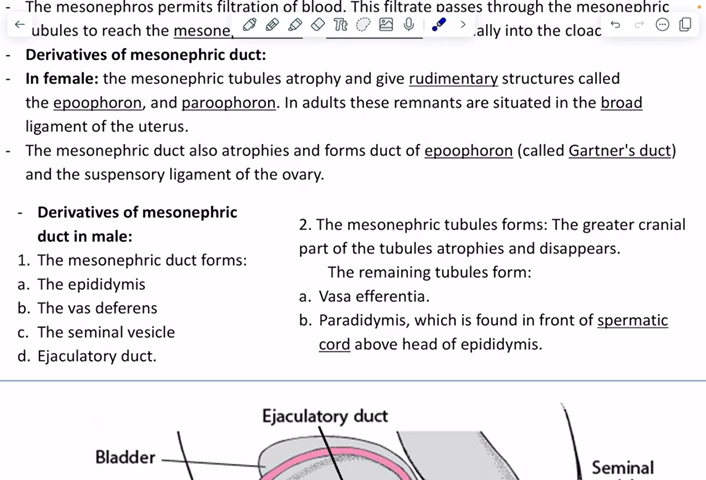 - The mesonephros permits filtration of blood. This filtrate passes through the mesonephric
ubules to reach the mesone, ally into the cloac
- Derivatives of mesonephric duct:
- In female: the mesonephric tubules atrophy and give rudimentary structures called
the epoophoron, and paroophoron. In adults these remnants are situated in the broad
ligament of the uterus.
- The mesonephric duct also atrophies and forms duct of epoophoron (called Gartner's duct)
and the suspensory ligament of the ovary.
- Derivatives of mesonephric
duct in male:
1. The mesonephric duct forms:
a. The epididymis
b. The vas deferens
c. The seminal vesicle
d. Ejaculatory duct.
2. The mesonephric tubules forms: The greater cranial
part of the tubules atrophies and disappears.
The remaining tubules form:
a. Vasa efferentia.
b. Paradidymis, which is found in front of spermatic
cord above head of epididymis.
Ejaculatory duct
Bladder
Seminal